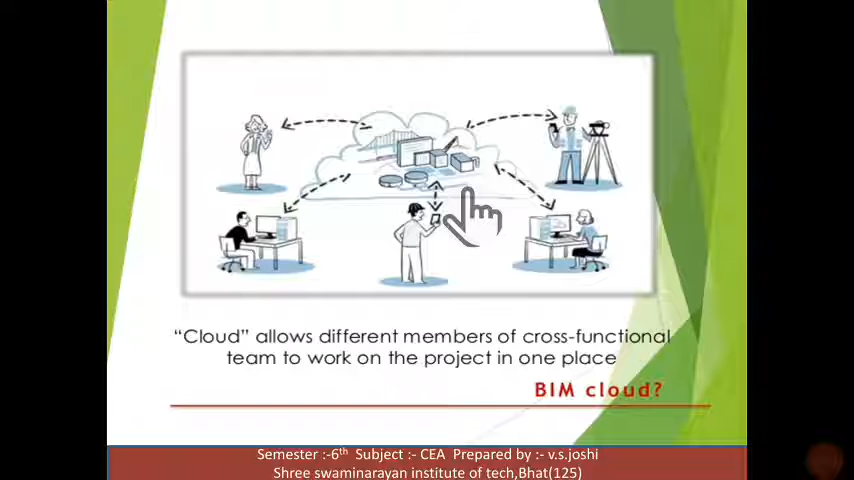 “Cloud” allows different members of cross-functional
team to work on the project in one place
BIM cloud?
Semester :-6th Subject :- CEA Prepared by :- v.s.joshi
Shree swaminarayan institute of tech,Bhat(125)